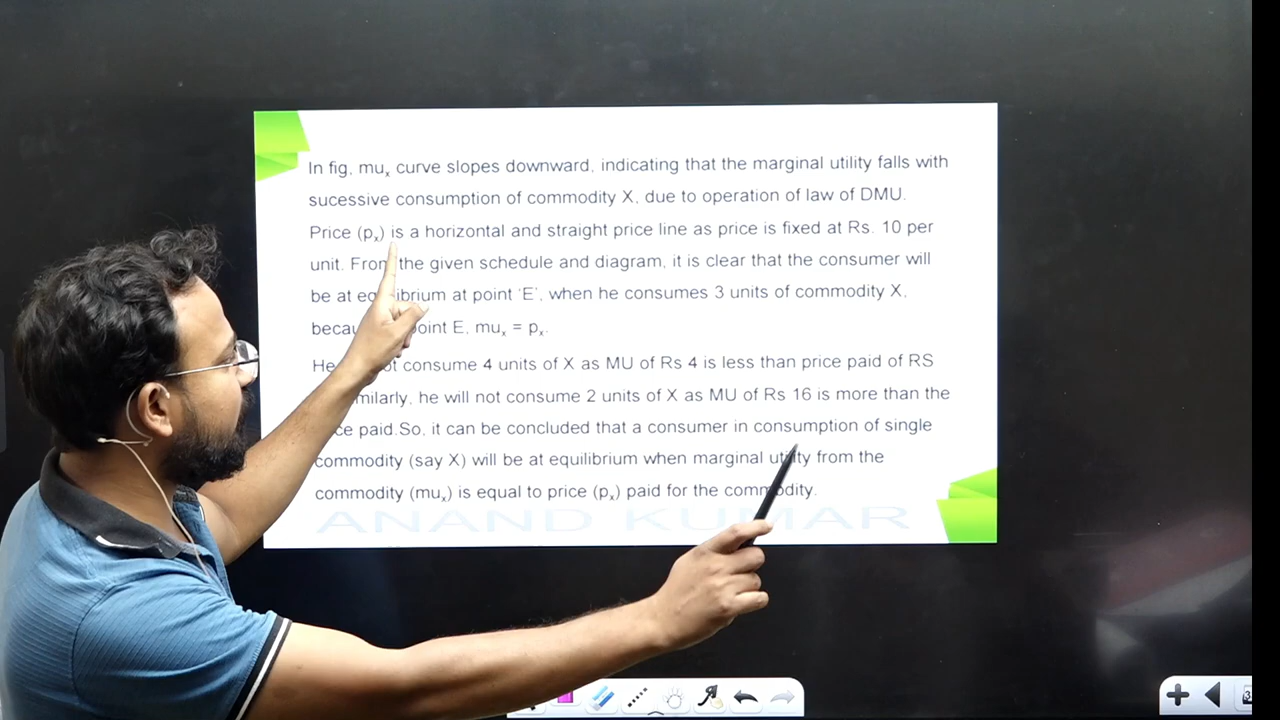 In fig, muₓ curve slopes downward, indicating that the marginal utility falls with
sucessive consumption of commodity X, due to operation of law of DMU.
Price (pₓ) is a horizontal and straight price line as price is fixed at Rs. 10 per
unit. From the given schedule and diagram, it is clear that the consumer will
be at equilibrium at point 'E', when he consumes 3 units of commodity X,
point E, muₓ = pₓ.
He consume 4 units of X as MU of Rs 4 is less than price paid of RS
he will not consume 2 units of X as MU of Rs 16 is more than the
paid.So, it can be concluded that a consumer in consumption of single
commodity (say X) will be at equilibrium when marginal utility from the
commodity (muₓ) is equal to price (pₓ) paid for the commodity.
ANAND KUMAR